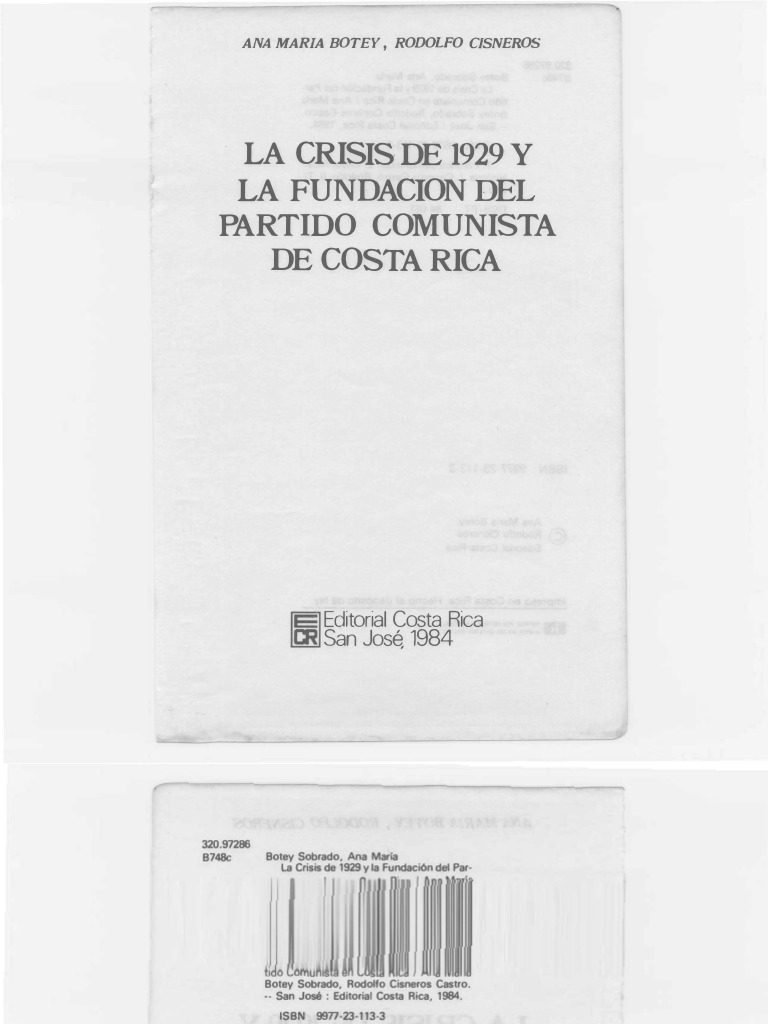 ANA MARIA BOTEY, RODOLFO CISNEROS
LA CRISIS DE 1929 Y
LA FUNDACION DEL
PARTIDO COMUNISTA
DE COSTA RICA
ECR
Editorial Costa Rica
San José, 1984
320.97286
B748c Botey Sobrado, Ana María
La Crisis de 1929 y la Fundación del Par-
tido Comunista en Costa Rica / Ana María
Botey Sobrado, Rodolfo Cisneros Castro.
-- San José : Editorial Costa Rica, 1984.
ISBN 9977-23-113-3